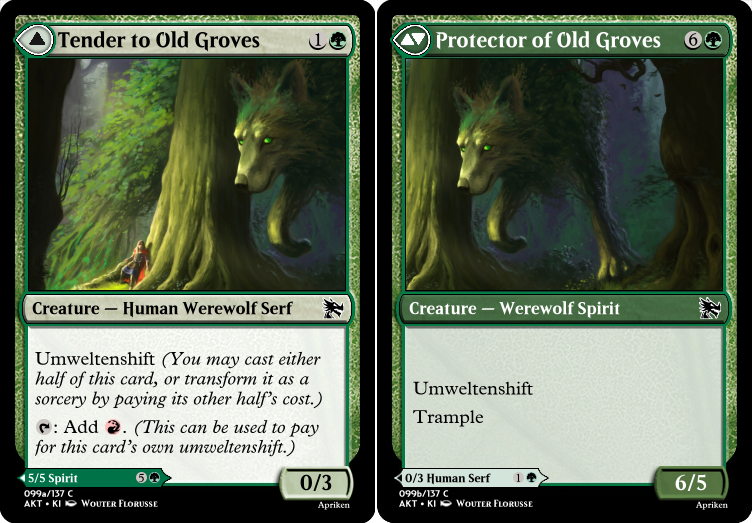 Tender to Old Groves 1
Creature — Human Werewolf Serf
Umweltenshift (You may cast either
half of this card, or transform it as a
sorcery by paying its other half's cost.)
: Add . (This can be used to pay
for this card's own umweltenshift.)
5/5 Spirit 5
0/3
099a/137 C
AKT • KI Wouter Florusse
Apriken
Protector of Old Groves 6
Creature — Werewolf Spirit
Umweltenshift
Trample
0/3 Human Serf 1
6/5
099b/137 C
AKT • KI Wouter Florusse
Apriken